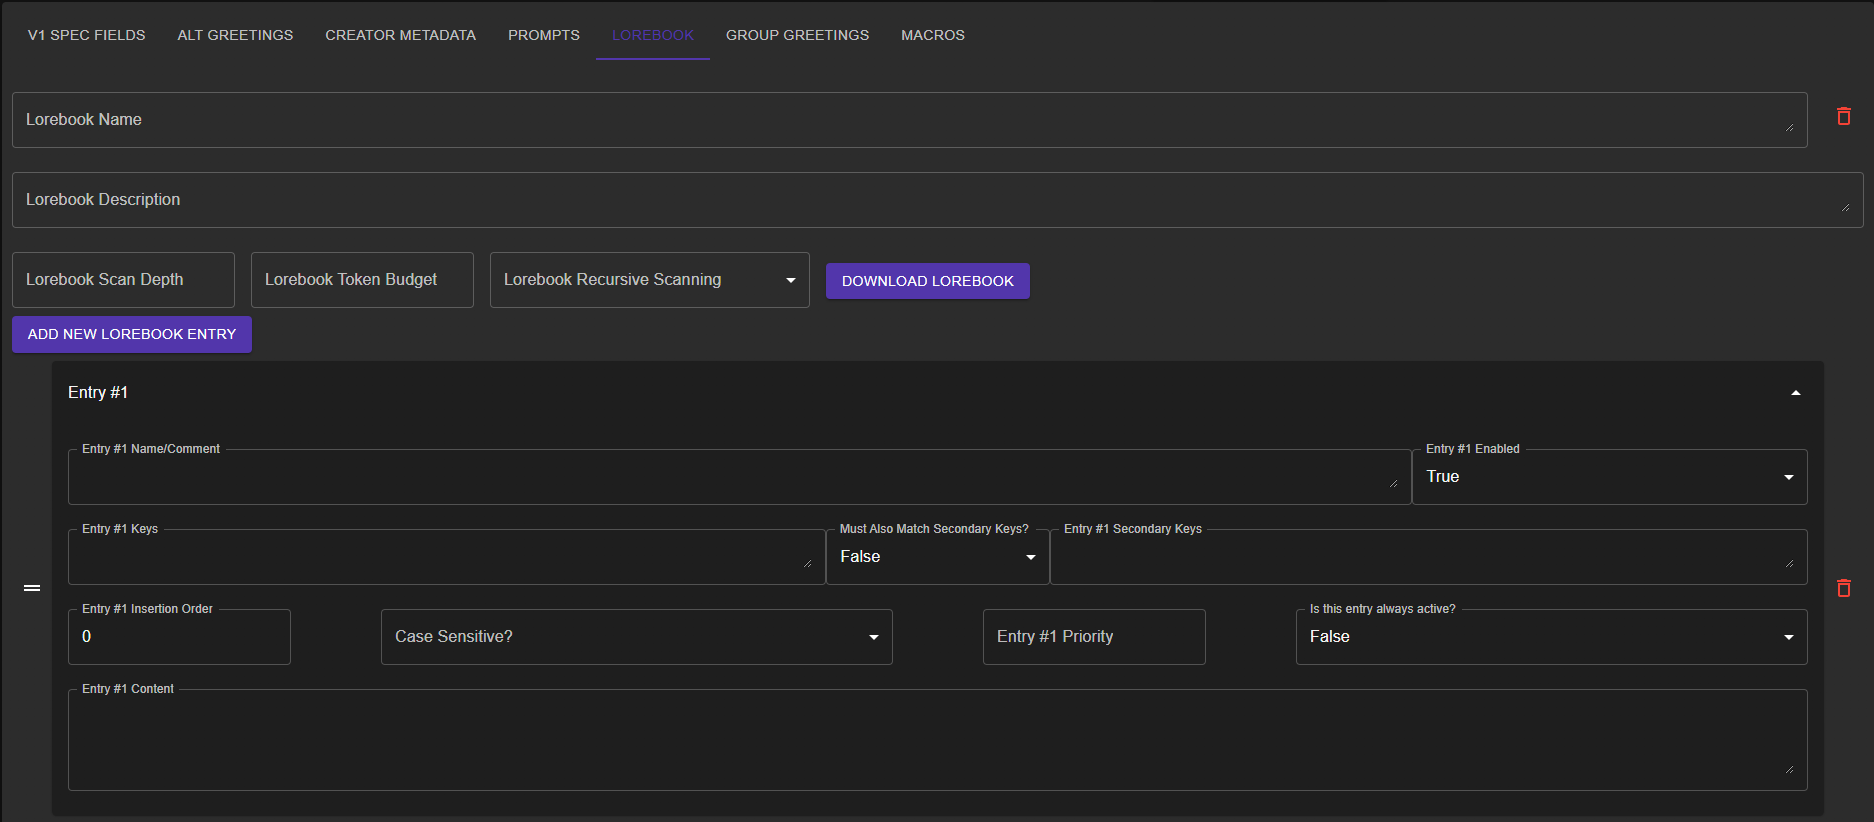 V1 SPEC FIELDS ALT GREETINGS CREATOR METADATA PROMPTS LOREBOOK GROUP GREETINGS MACROS
Lorebook Name
Lorebook Description
Lorebook Scan Depth Lorebook Token Budget Lorebook Recursive Scanning DOWNLOAD LOREBOOK
ADD NEW LOREBOOK ENTRY
Entry #1
Entry #1 Name/Comment Entry #1 Enabled
True
Entry #1 Keys Must Also Match Secondary Keys? Entry #1 Secondary Keys
False
Entry #1 Insertion Order Is this entry always active?
0 Case Sensitive? Entry #1 Priority False
Entry #1 Content